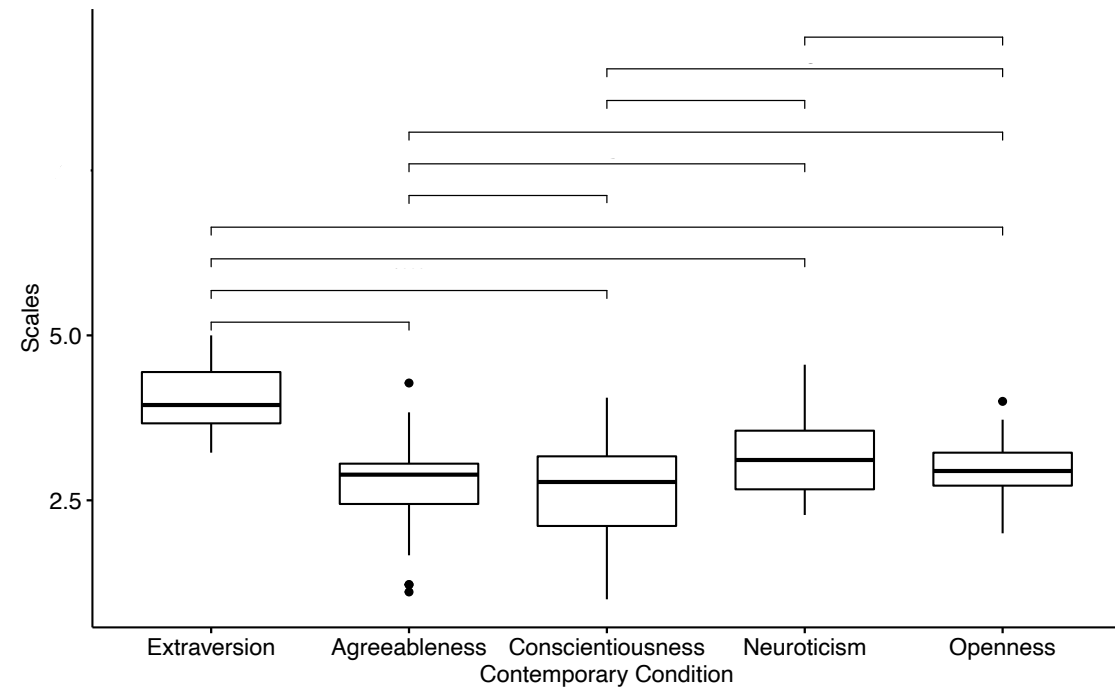 Scales
5.0
2.5
Extraversion Agreeableness Conscientiousness Neuroticism Openness
Contemporary Condition